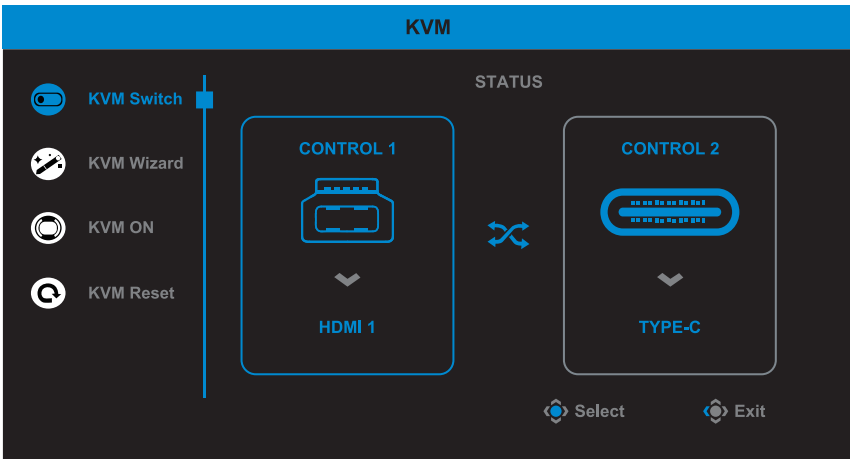 KVM
STATUS
KVM Switch
KVM Wizard
KVM ON
KVM Reset
CONTROL 1
HDMI 1
CONTROL 2
TYPE-C
Select
Exit